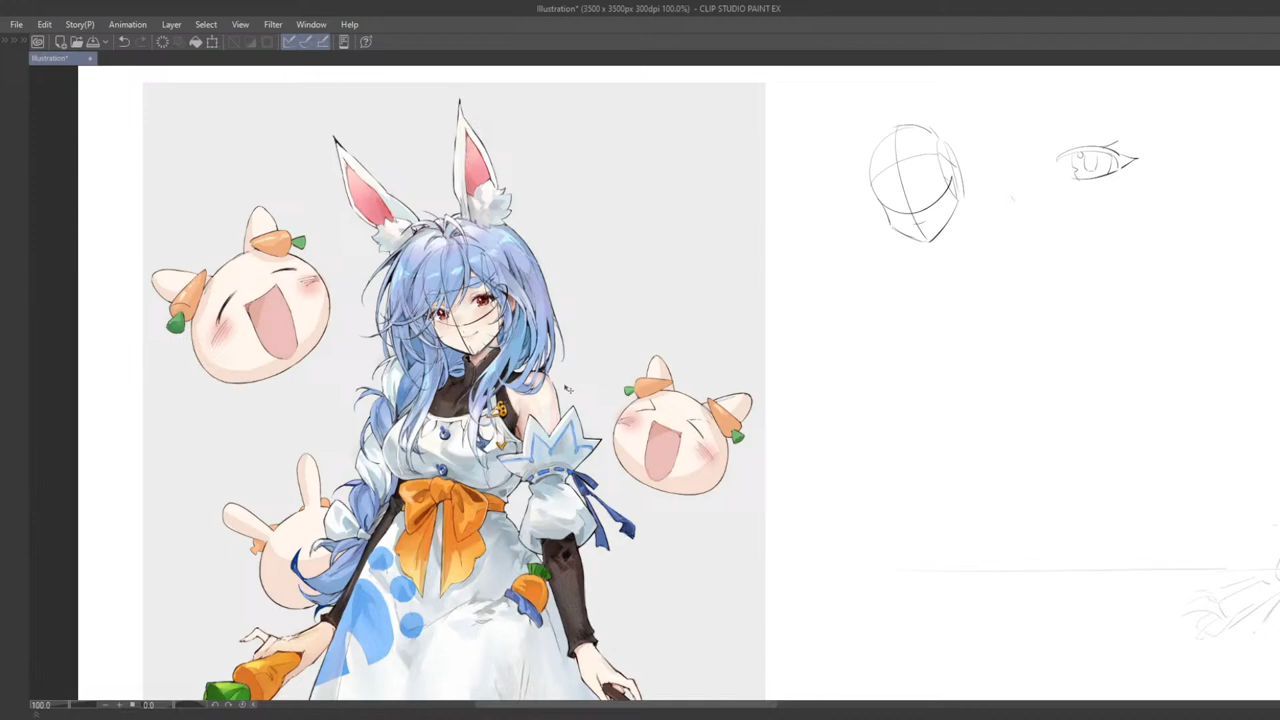 Illustration* (3500 x 3500px 300dpi 100.0%) - CLIP STUDIO PAINT EX
File Edit Story(P) Animation Layer Select View Filter Window Help
Illustration*
100.0 0.0